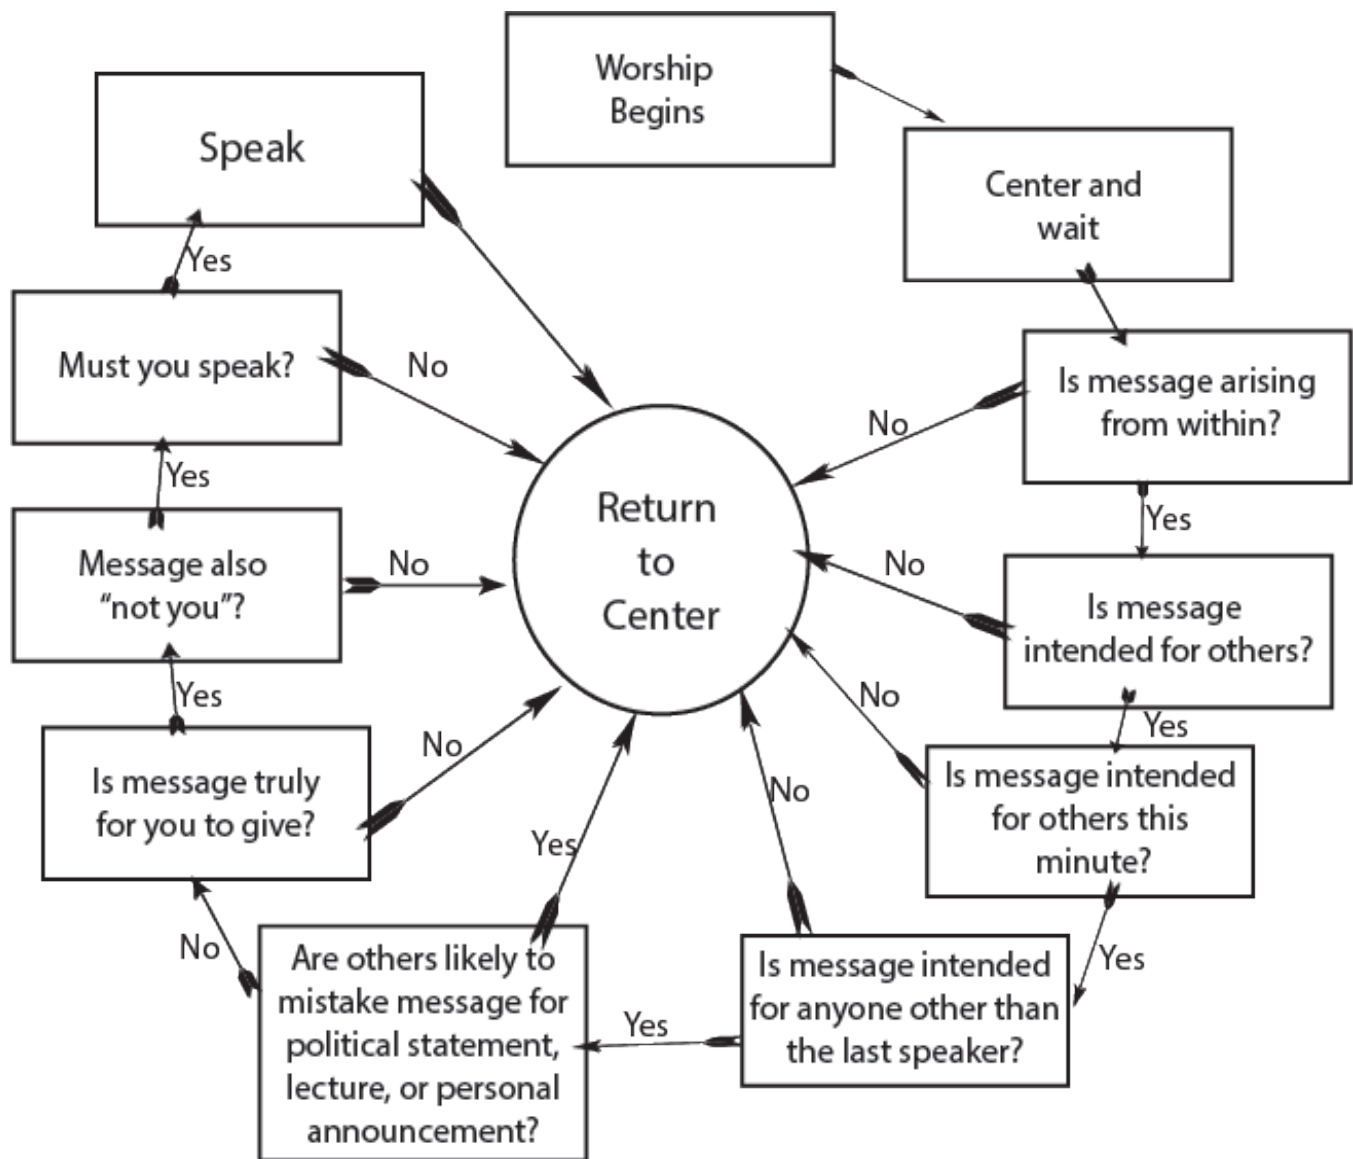 Worship
Begins
Center and
wait
Is message arising
from within?
No
Yes
Is message
intended for others?
No
Yes
Is message intended
for others this
minute?
No
Yes
Is message intended
for anyone other than
the last speaker?
No
Yes
Are others likely to
mistake message for
political statement,
lecture, or personal
announcement?
Yes
No
Is message truly
for you to give?
No
Yes
Message also
“not you”?
No
Yes
Must you speak?
No
Yes
Speak
Return
to
Center